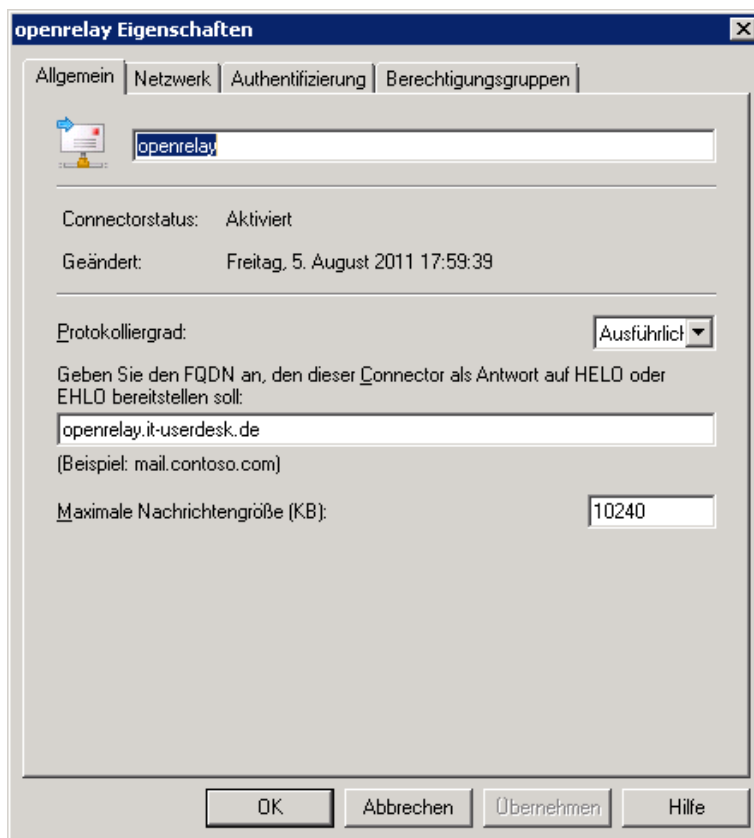 openrelay Eigenschaften
Allgemein Netzwerk Authentifizierung Berechtigungsgruppen
openrelay
Connectorstatus: Aktiviert
Geändert: Freitag, 5. August 2011 17:59:39
Protokolliergrad: Ausführlich
Geben Sie den FQDN an, den dieser Connector als Antwort auf HELO oder
EHLO bereitstellen soll:
openrelay.it-userdesk.de
(Beispiel: mail.contoso.com)
Maximale Nachrichtengröße (KB): 10240
OK Abbrechen Übernehmen Hilfe